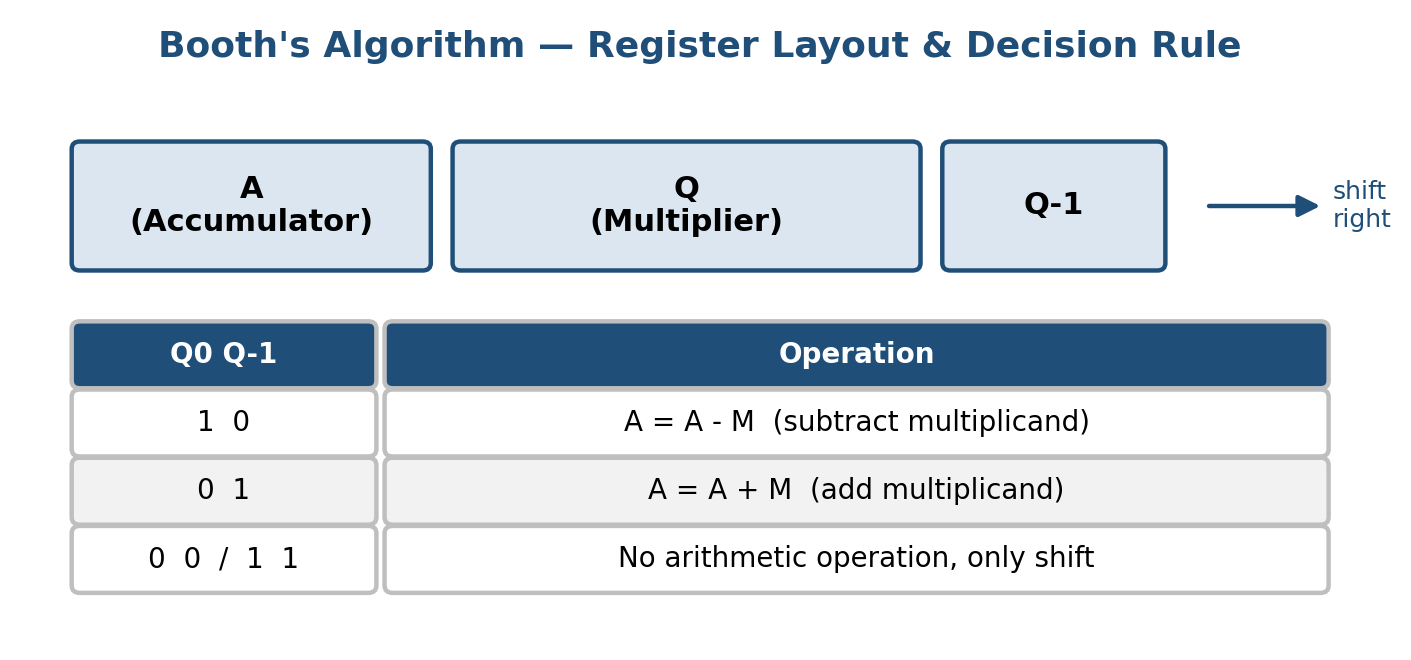 Booth's Algorithm — Register Layout & Decision Rule
A
(Accumulator)
Q
(Multiplier)
Q-1
shift
right
Q0 Q-1
Operation
1 0
A = A - M (subtract multiplicand)
0 1
A = A + M (add multiplicand)
0 0 / 1 1
No arithmetic operation, only shift